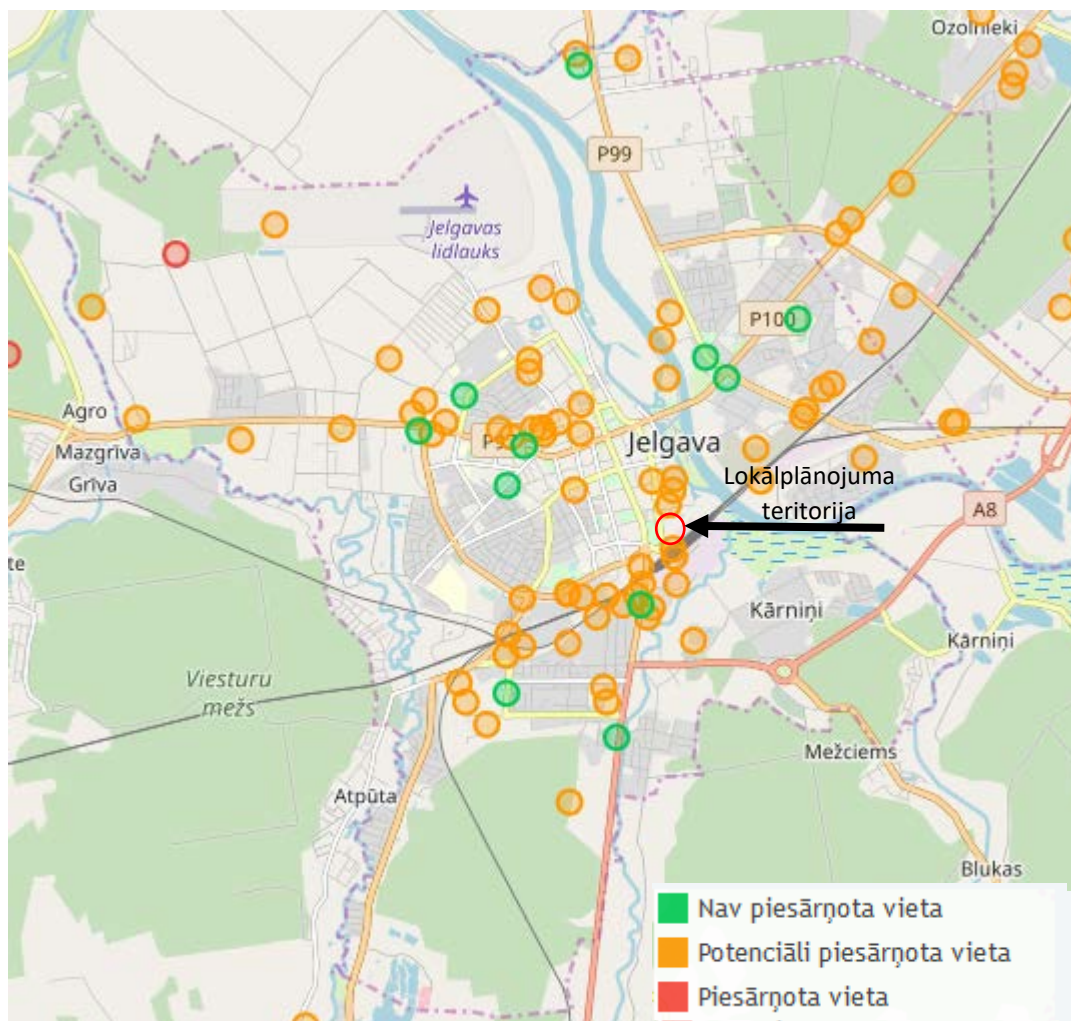 Ozolnieki
P99
Jelgavas
lidlauks
P100
Agro
Mazgrīva
Grīva
Jelgava
Lokālplānojuma
teritorija
A8
te
Kārniņi
Kārniņi
Viesturu
mežs
Mežciems
Atpūta
Blukas
Nav piesārņota vieta
Potenciāli piesārņota vieta
Piesārņota vieta